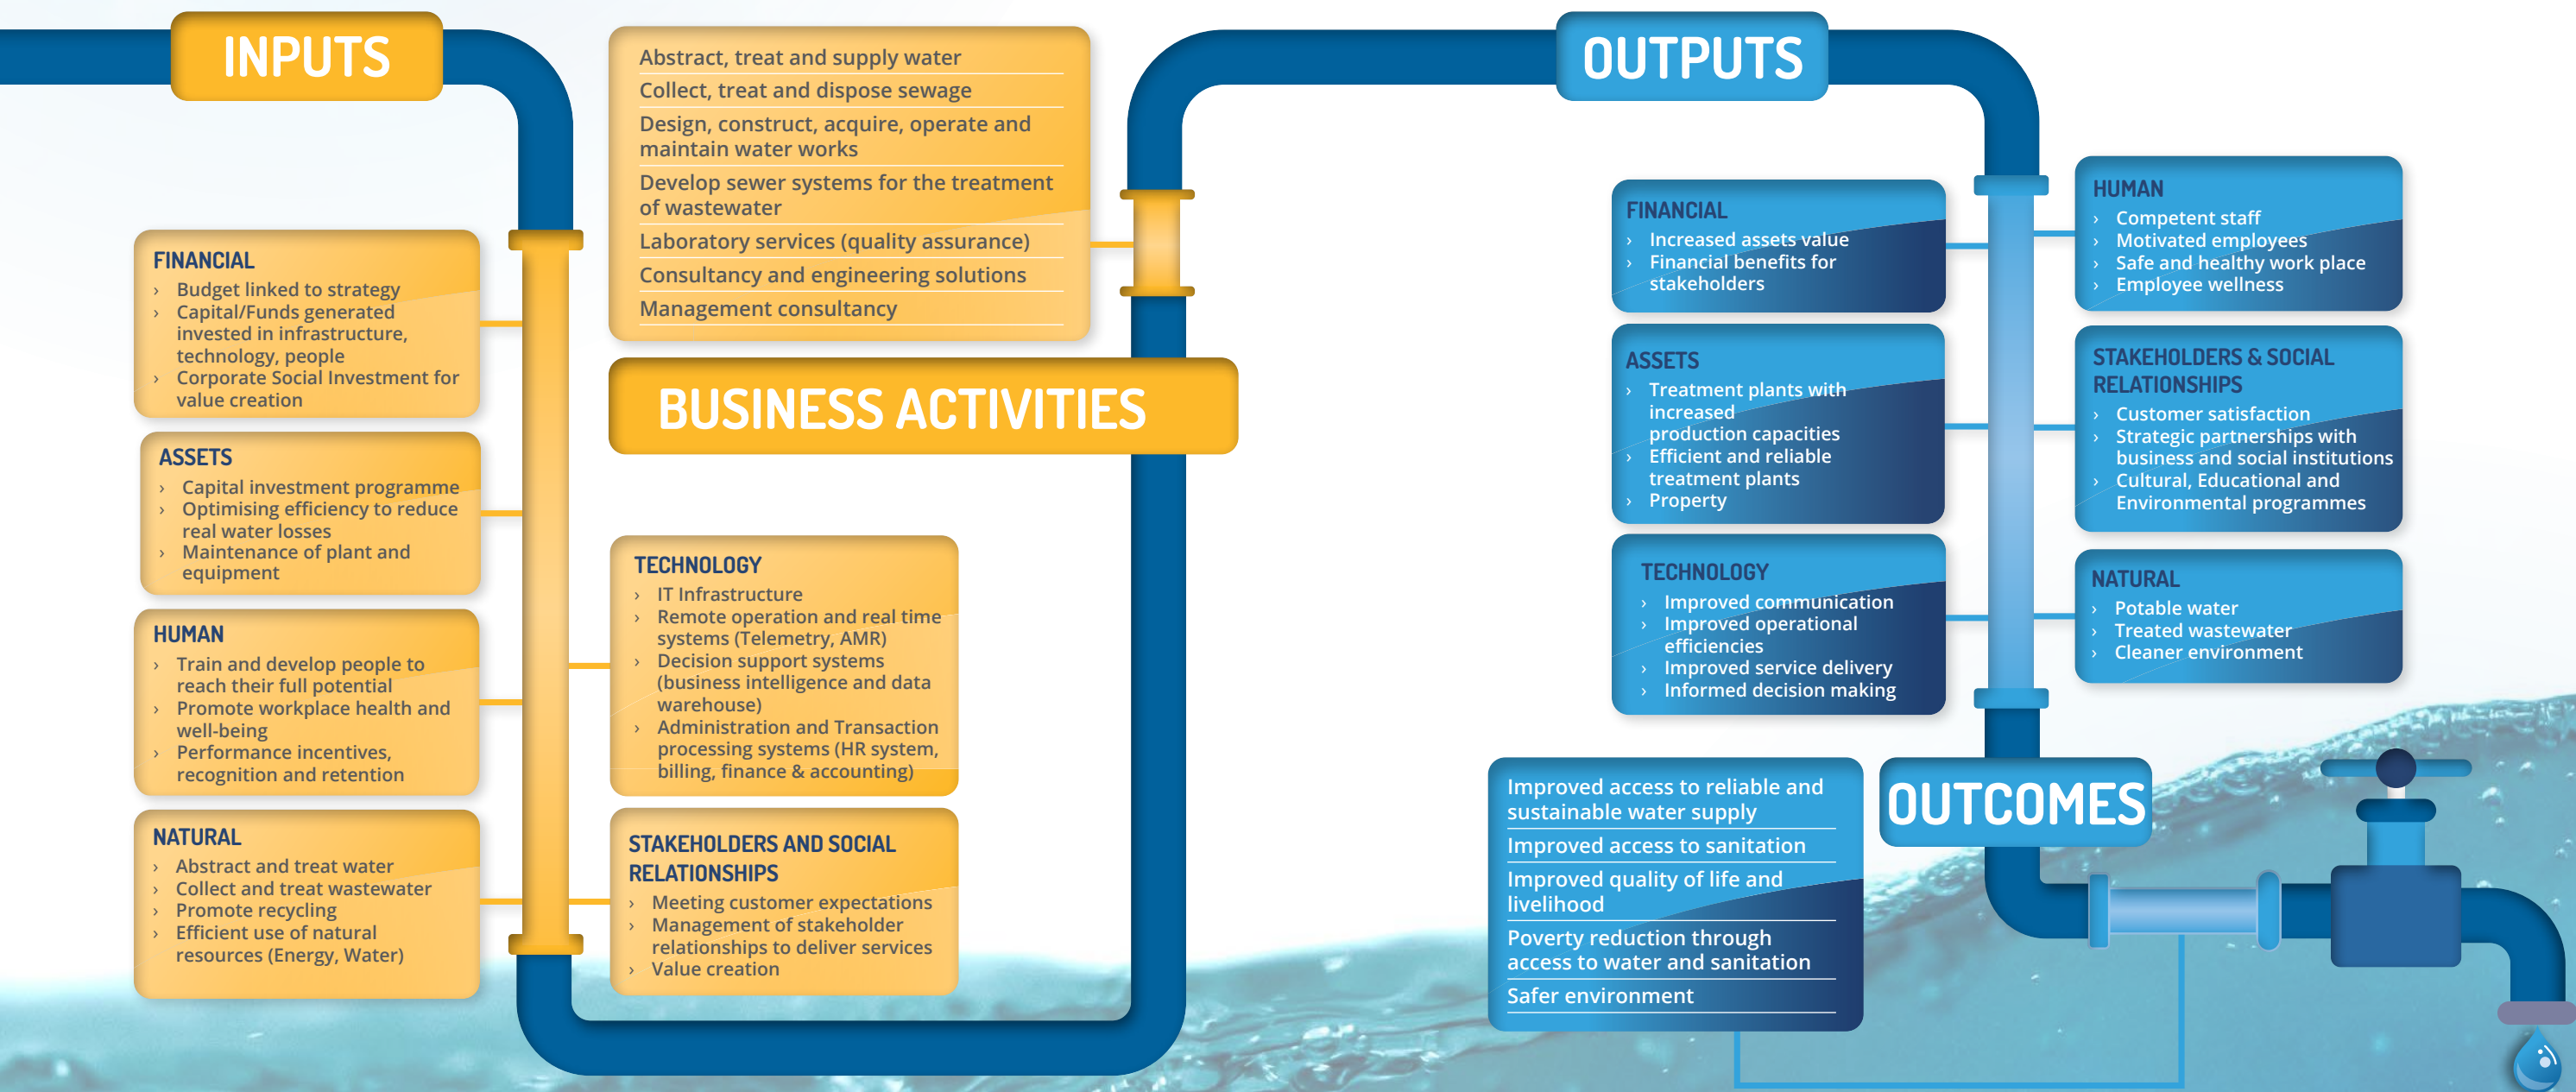 INPUTS
FINANCIAL
› Budget linked to strategy
› Capital/Funds generated
invested in infrastructure,
technology, people
› Corporate Social Investment for
value creation
ASSETS
› Capital investment programme
› Optimising efficiency to reduce
real water losses
› Maintenance of plant and
equipment
HUMAN
› Train and develop people to
reach their full potential
› Promote workplace health and
well-being
› Performance incentives,
recognition and retention
NATURAL
› Abstract and treat water
› Collect and treat wastewater
› Promote recycling
› Efficient use of natural
resources (Energy, Water)
TECHNOLOGY
› IT Infrastructure
› Remote operation and real time
systems (Telemetry, AMR)
› Decision support systems
(business intelligence and data
warehouse)
› Administration and Transaction
processing systems (HR system,
billing, finance & accounting)
STAKEHOLDERS AND SOCIAL
RELATIONSHIPS
› Meeting customer expectations
› Management of stakeholder
relationships to deliver services
› Value creation
Abstract, treat and supply water
Collect, treat and dispose sewage
Design, construct, acquire, operate and
maintain water works
Develop sewer systems for the treatment
of wastewater
Laboratory services (quality assurance)
Consultancy and engineering solutions
Management consultancy
BUSINESS ACTIVITIES
OUTPUTS
FINANCIAL
› Increased assets value
› Financial benefits for
stakeholders
ASSETS
› Treatment plants with
increased
production capacities
› Efficient and reliable
treatment plants
› Property
TECHNOLOGY
› Improved communication
› Improved operational
efficiencies
› Improved service delivery
› Informed decision making
HUMAN
› Competent staff
› Motivated employees
› Safe and healthy work place
› Employee wellness
STAKEHOLDERS & SOCIAL
RELATIONSHIPS
› Customer satisfaction
› Strategic partnerships with
business and social institutions
› Cultural, Educational and
Environmental programmes
NATURAL
› Potable water
› Treated wastewater
› Cleaner environment
OUTCOMES
Improved access to reliable and
sustainable water supply
Improved access to sanitation
Improved quality of life and
livelihood
Poverty reduction through
access to water and sanitation
Safer environment